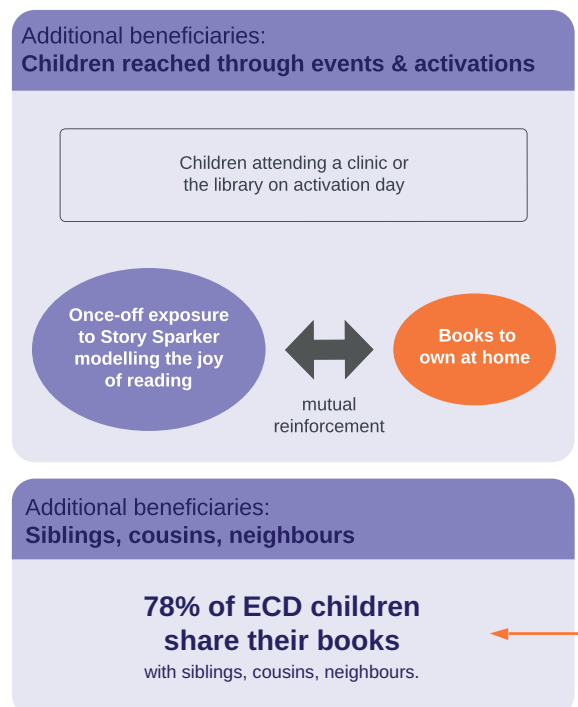 Additional beneficiaries:
Children reached through events & activations
Children attending a clinic or
the library on activation day
Once-off exposure
to Story Sparker
modelling the joy
of reading
Books to
own at home
mutual
reinforcement
Additional beneficiaries:
Siblings, cousins, neighbours
78% of ECD children
share their books
with siblings, cousins, neighbours.